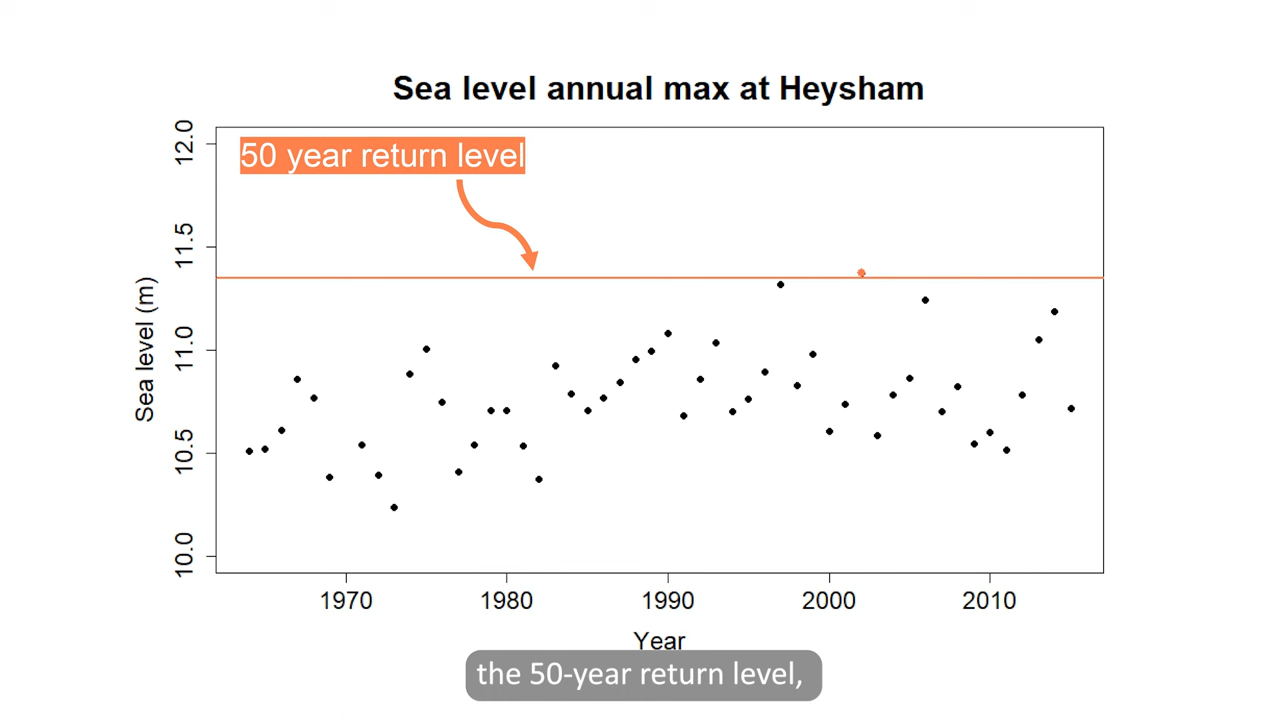 Sea level annual max at Heysham
50 year return level
12.0
11.5
11.0
10.5
10.0
Sea level (m)
1970 1980 1990 2000 2010
Year
the 50-year return level,